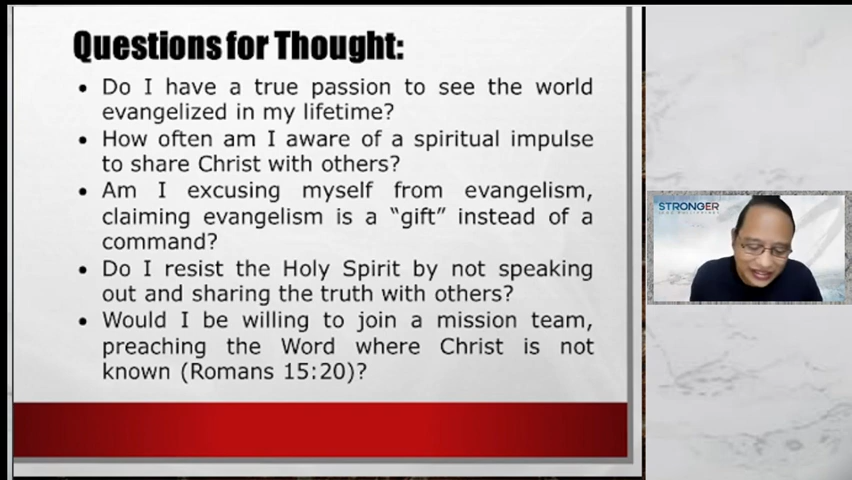 Questions for Thought:
• Do I have a true passion to see the world
evangelized in my lifetime?
• How often am I aware of a spiritual impulse
to share Christ with others?
• Am I excusing myself from evangelism,
claiming evangelism is a “gift” instead of a
command?
• Do I resist the Holy Spirit by not speaking
out and sharing the truth with others?
• Would I be willing to join a mission team,
preaching the Word where Christ is not
known (Romans 15:20)?
STRONGER